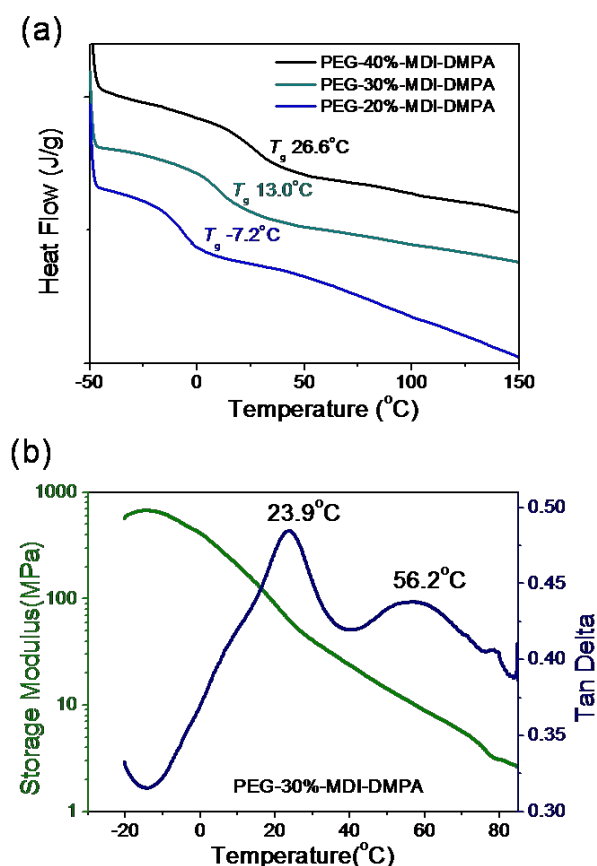 (a)
PEG-40%-MDI-DMPA
PEG-30%-MDI-DMPA
PEG-20%-MDI-DMPA
Tg 26.6°C
Tg 13.0°C
Tg -7.2°C
Heat Flow (J/g)
-50 0 50 100 150
Temperature (°C)
(b)
1000
100
10
1
Storage Modulus(MPa)
23.9°C
56.2°C
0.50
0.45
0.40
0.35
0.30
Tan Delta
PEG-30%-MDI-DMPA
-20 0 20 40 60 80
Temperature(°C)